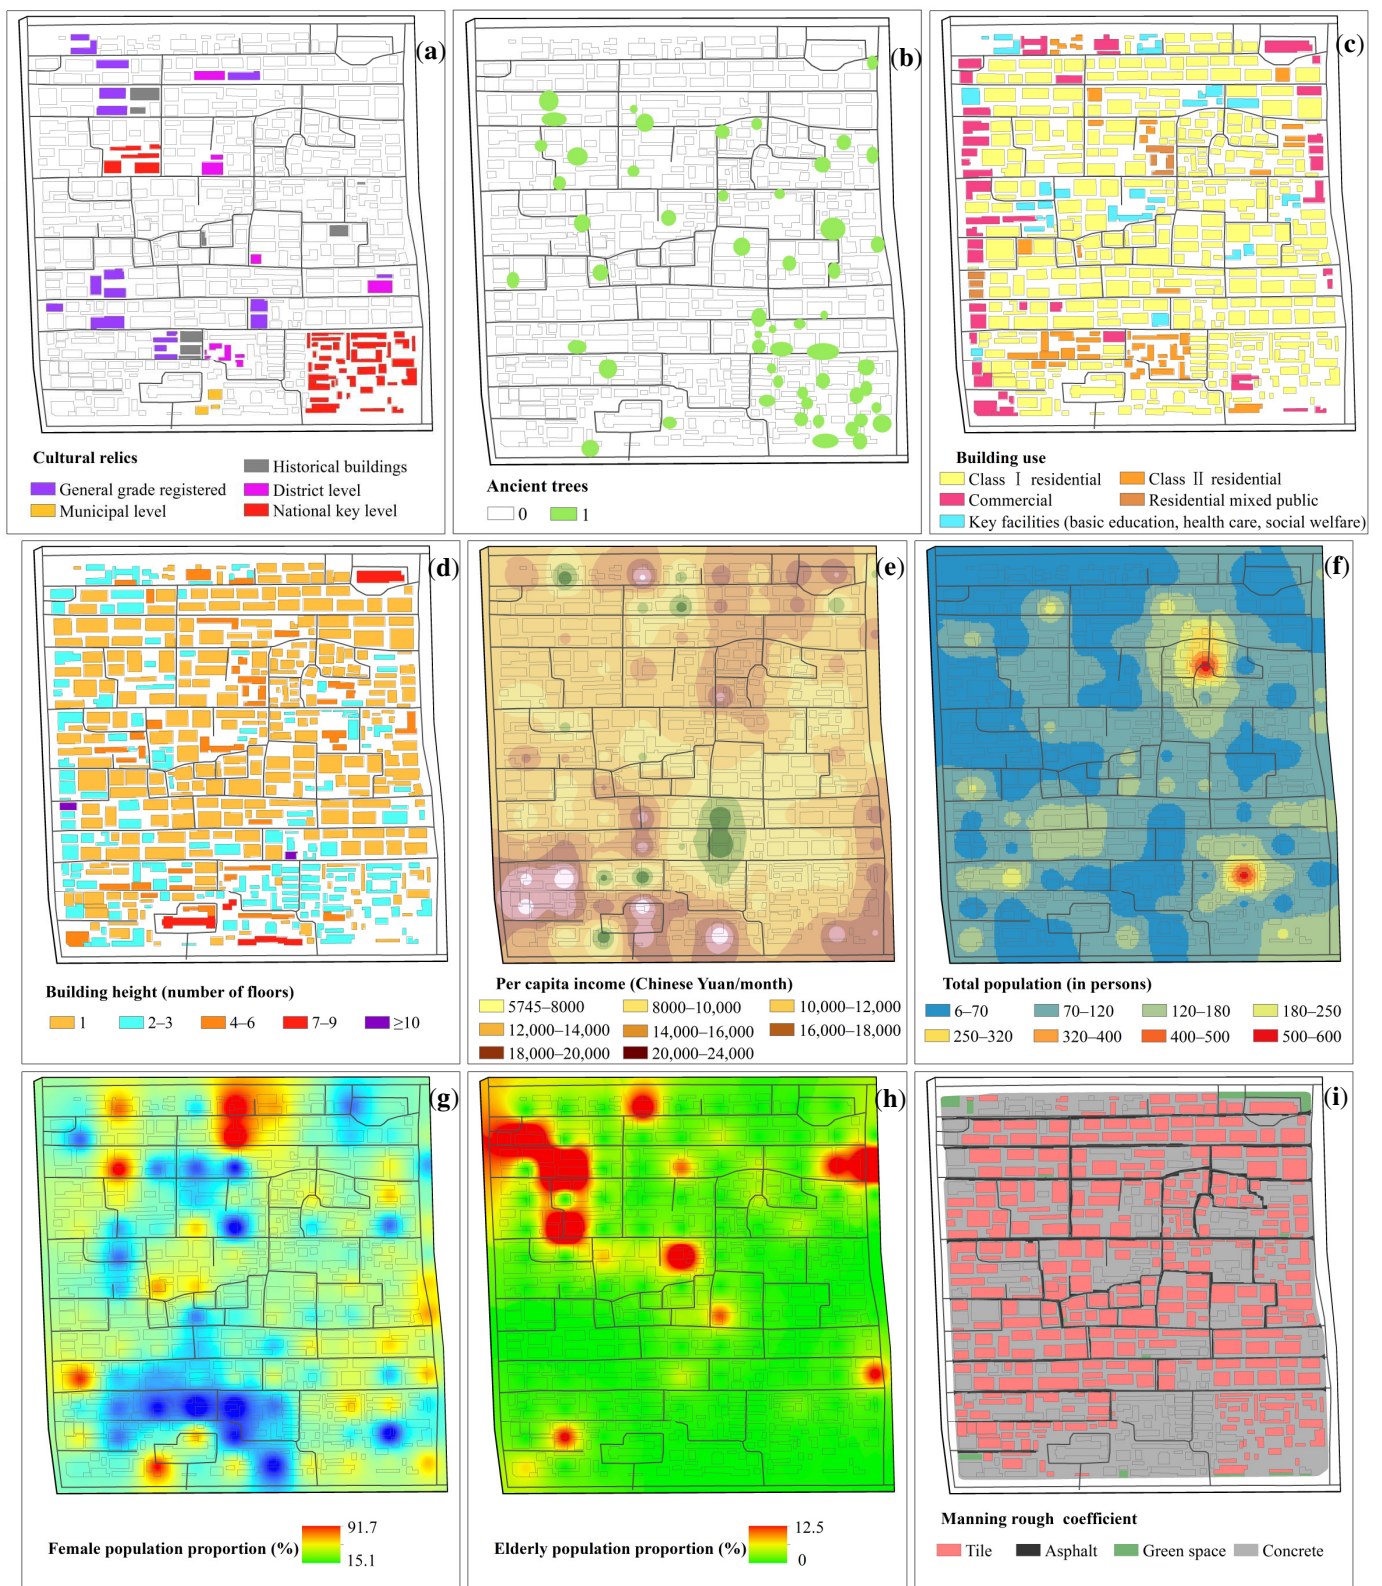 (a)
Cultural relics
Historical buildings
General grade registered
District level
Municipal level
National key level
(b)
Ancient trees
0
1
(c)
Building use
Class Ⅰ residential
Class Ⅱ residential
Commercial
Residential mixed public
Key facilities (basic education, health care, social welfare)
(d)
Building height (number of floors)
1
2–3
4–6
7–9
≥10
(e)
Per capita income (Chinese Yuan/month)
5745–8000
8000–10,000
10,000–12,000
12,000–14,000
14,000–16,000
16,000–18,000
18,000–20,000
20,000–24,000
(f)
Total population (in persons)
6–70
70–120
120–180
180–250
250–320
320–400
400–500
500–600
(g)
Female population proportion (%)
91.7
15.1
(h)
Elderly population proportion (%)
12.5
0
(i)
Manning rough coefficient
Tile
Asphalt
Green space
Concrete